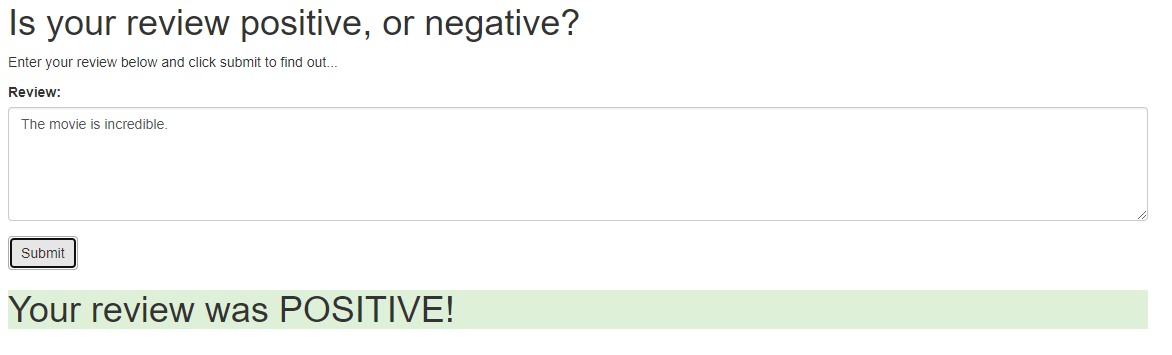 Is your review positive, or negative?
Enter your review below and click submit to find out...
Review:
The movie is incredible.
Submit
Your review was POSITIVE!